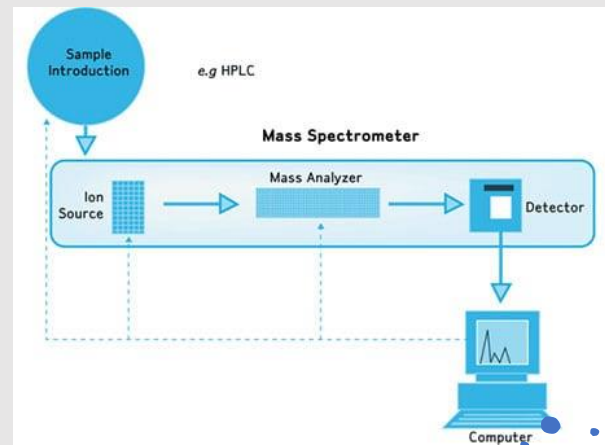 Sample
Introduction
e.g HPLC
Mass Spectrometer
Ion
Source
Mass Analyzer
Detector
Computer